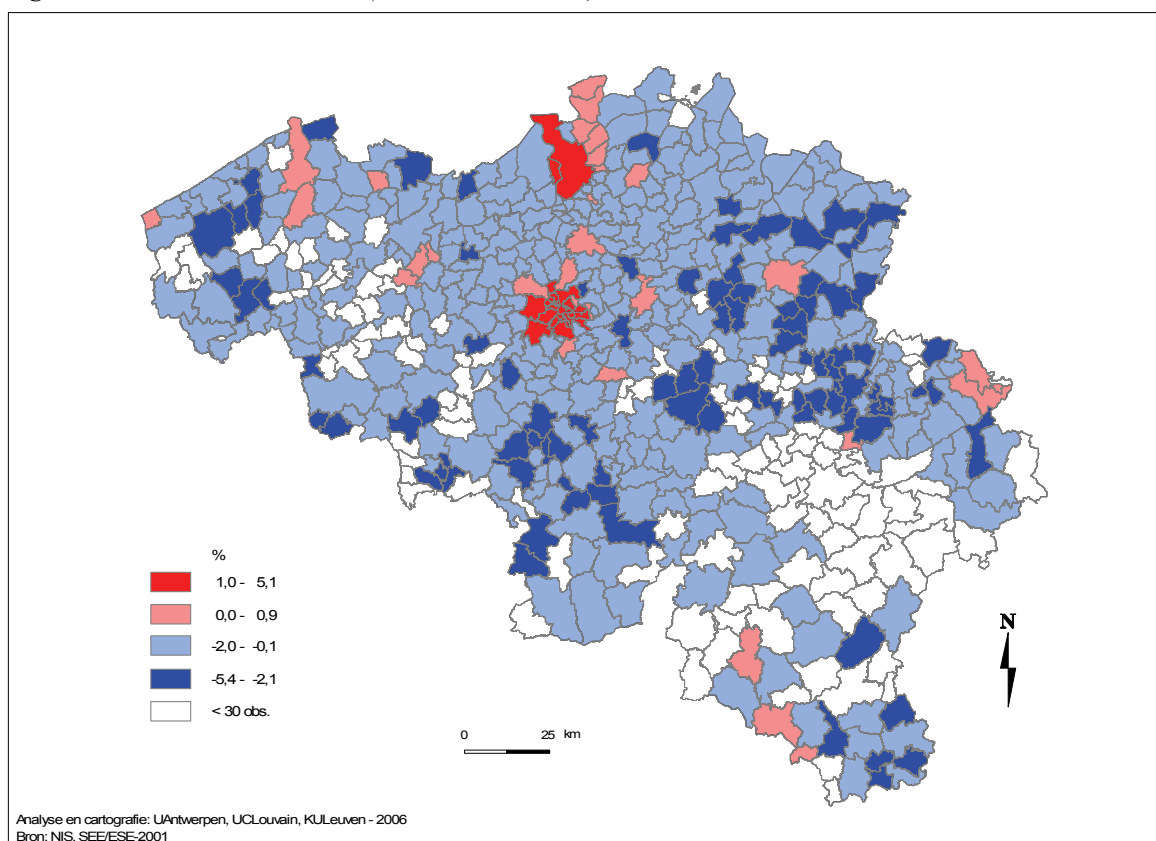 %
1,0 - 5,1
0,0 - 0,9
-2,0 - -0,1
-5,4 - -2,1
< 30 obs.
N
0 25 km
Analyse en cartografie: UAntwerpen, UCLouvain, KULeuven - 2006
Bron: NIS, SEE/ESE-2001